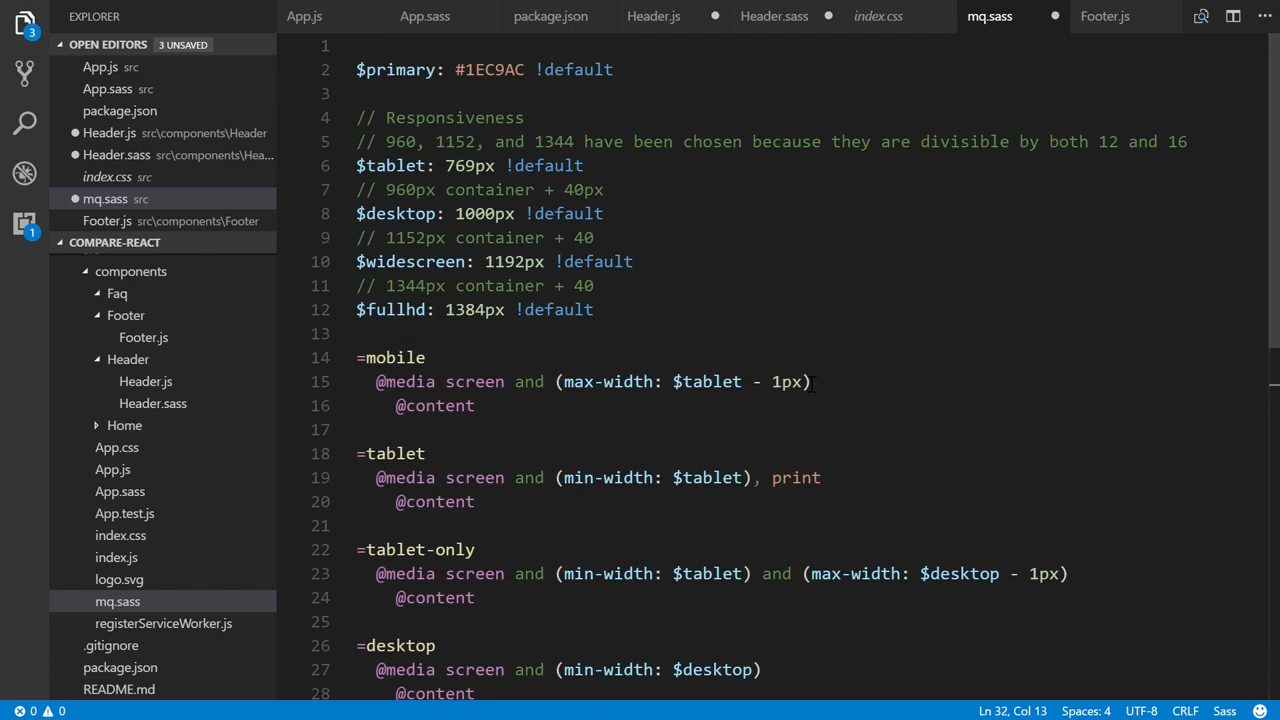 EXPLORER
App.js
App.sass
package.json
Header.js
Header.sass
index.css
mq.sass
Footer.js
3
1
OPEN EDITORS 3 UNSAVED
App.js src
App.sass src
package.json
Header.js src\components\Header
Header.sass src\components\Hea...
index.css src
mq.sass src
Footer.js src\components\Footer
COMPARE-REACT
components
Faq
Footer
Footer.js
Header
Header.js
Header.sass
Home
App.css
App.js
App.sass
App.test.js
index.css
index.js
logo.svg
mq.sass
registerServiceWorker.js
.gitignore
package.json
README.md
1
2 $primary: #1EC9AC !default
3
4 // Responsiveness
5 // 960, 1152, and 1344 have been chosen because they are divisible by both 12 and 16
6 $tablet: 769px !default
7 // 960px container + 40px
8 $desktop: 1000px !default
9 // 1152px container + 40
10 $widescreen: 1192px !default
11 // 1344px container + 40
12 $fullhd: 1384px !default
13
14 =mobile
15 @media screen and (max-width: $tablet - 1px)
16 @content
17
18 =tablet
19 @media screen and (min-width: $tablet), print
20 @content
21
22 =tablet-only
23 @media screen and (min-width: $tablet) and (max-width: $desktop - 1px)
24 @content
25
26 =desktop
27 @media screen and (min-width: $desktop)
28 @content
0 0
Ln 32, Col 13 Spaces: 4 UTF-8 CRLF Sass